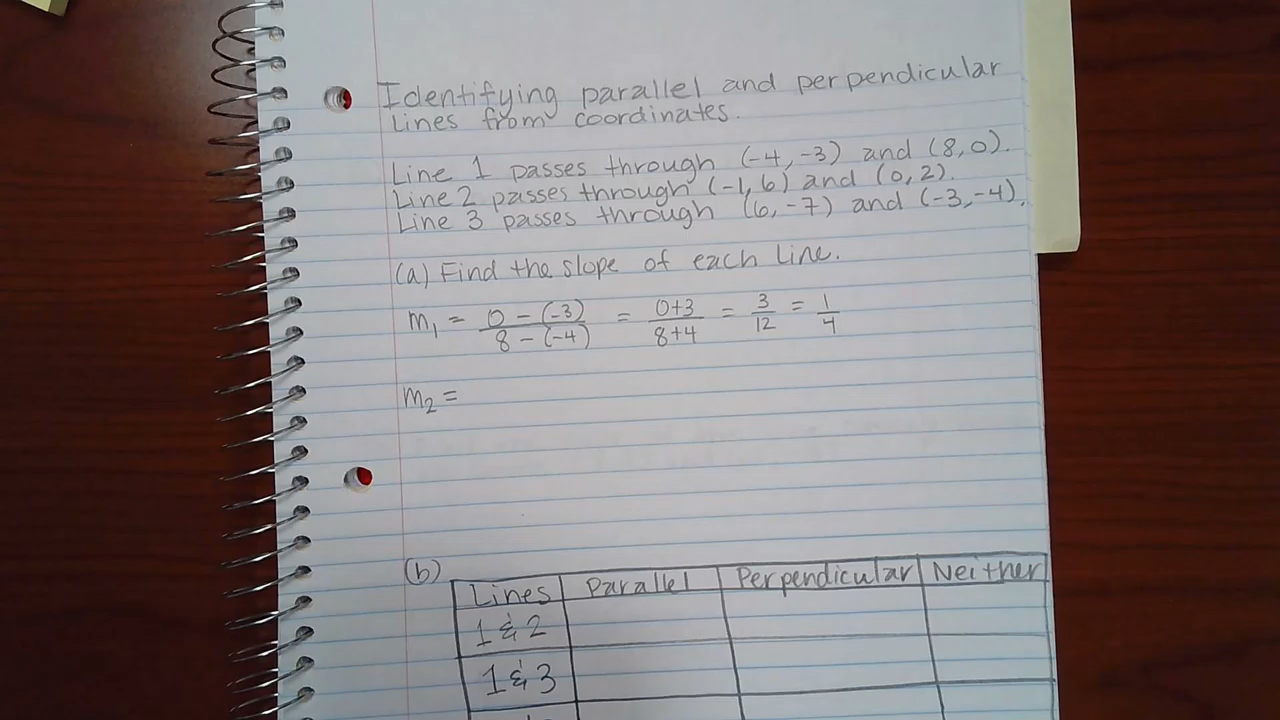 Identifying parallel and perpendicular
lines from coordinates.
Line 1 passes through (-4,-3) and (8,0).
Line 2 passes through (-1,6) and (0,2).
Line 3 passes through (6,-7) and (-3,-4).
(a) Find the slope of each line.
m₁ = 0-(-3)/8-(-4) = 0+3/8+4 = 3/12 = 1/4
m₂ =
(b)
Lines Parallel Perpendicular Neither
1 & 2
1 & 3